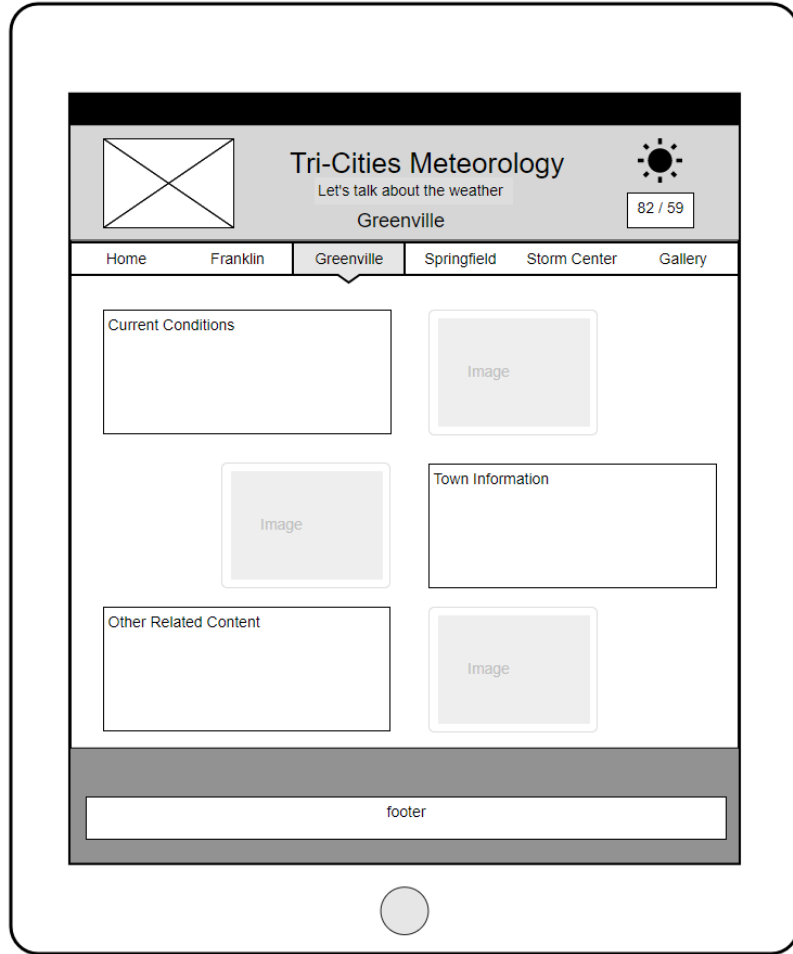 Tri-Cities Meteorology
Let's talk about the weather
Greenville
82 / 59
Home Franklin Greenville Springfield Storm Center Gallery
Current Conditions
Image
Image
Town Information
Other Related Content
Image
footer